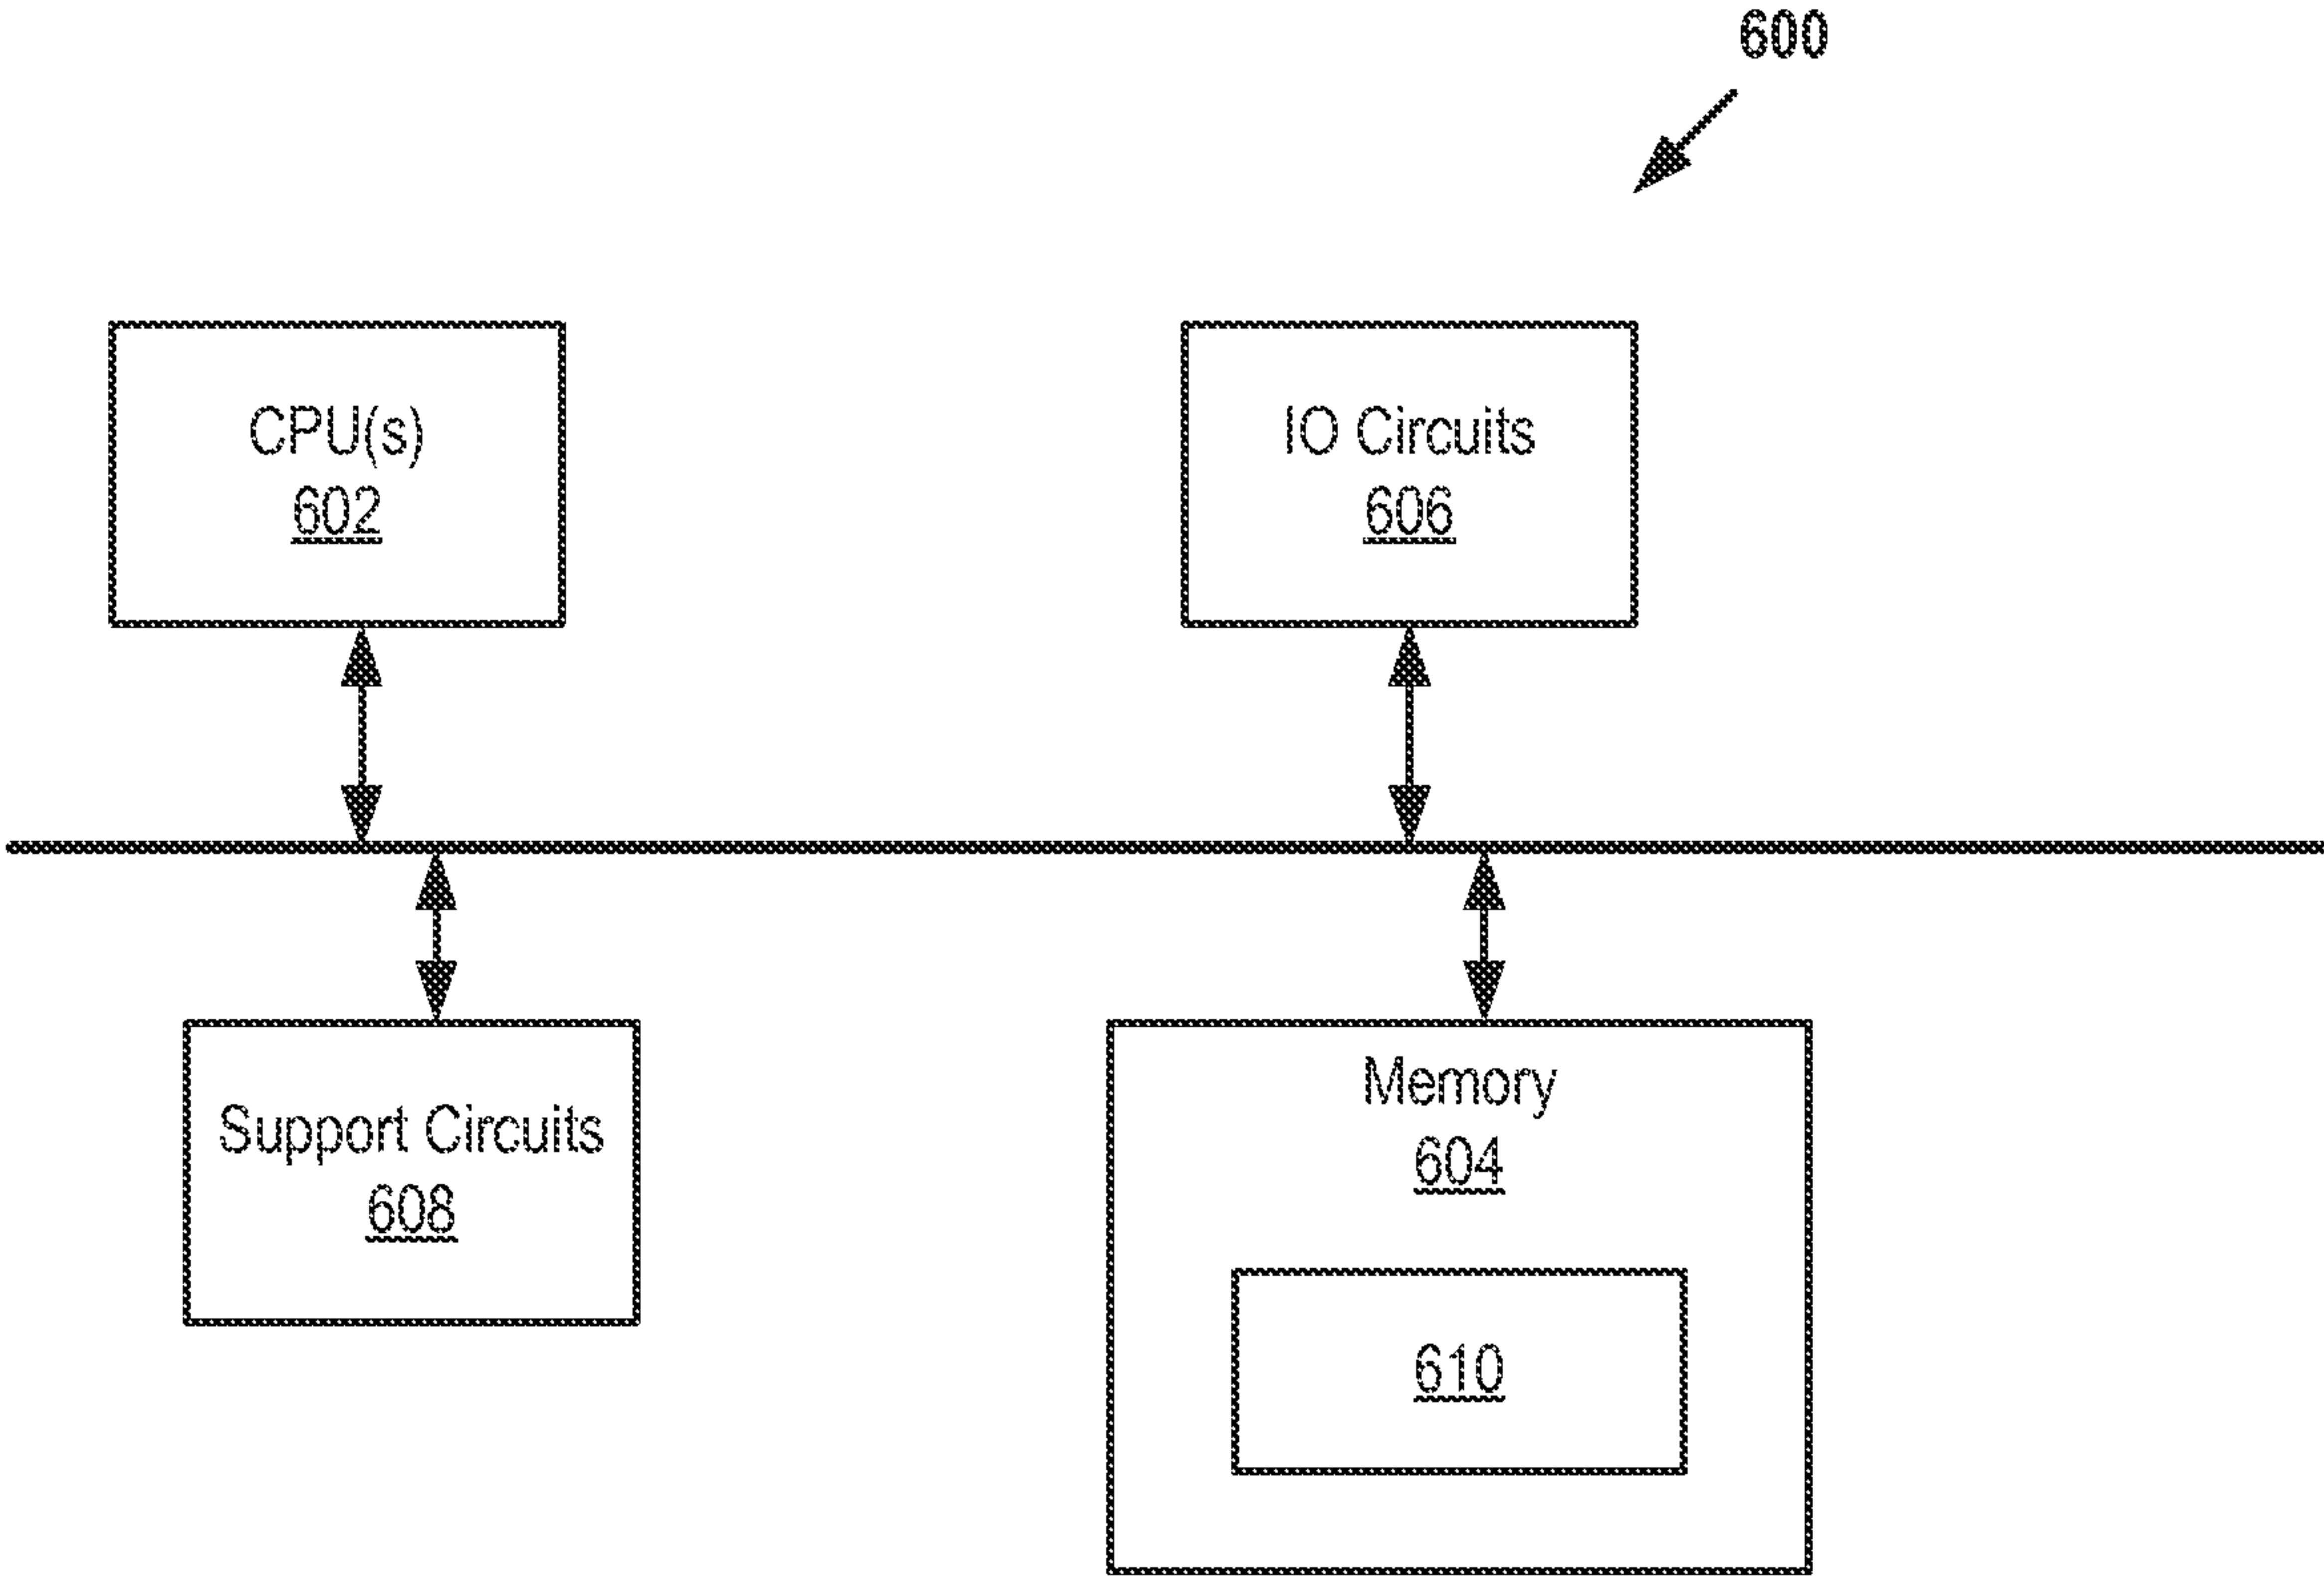 600
CPU(s)
602
IO Circuits
606
Support Circuits
608
Memory
604
610